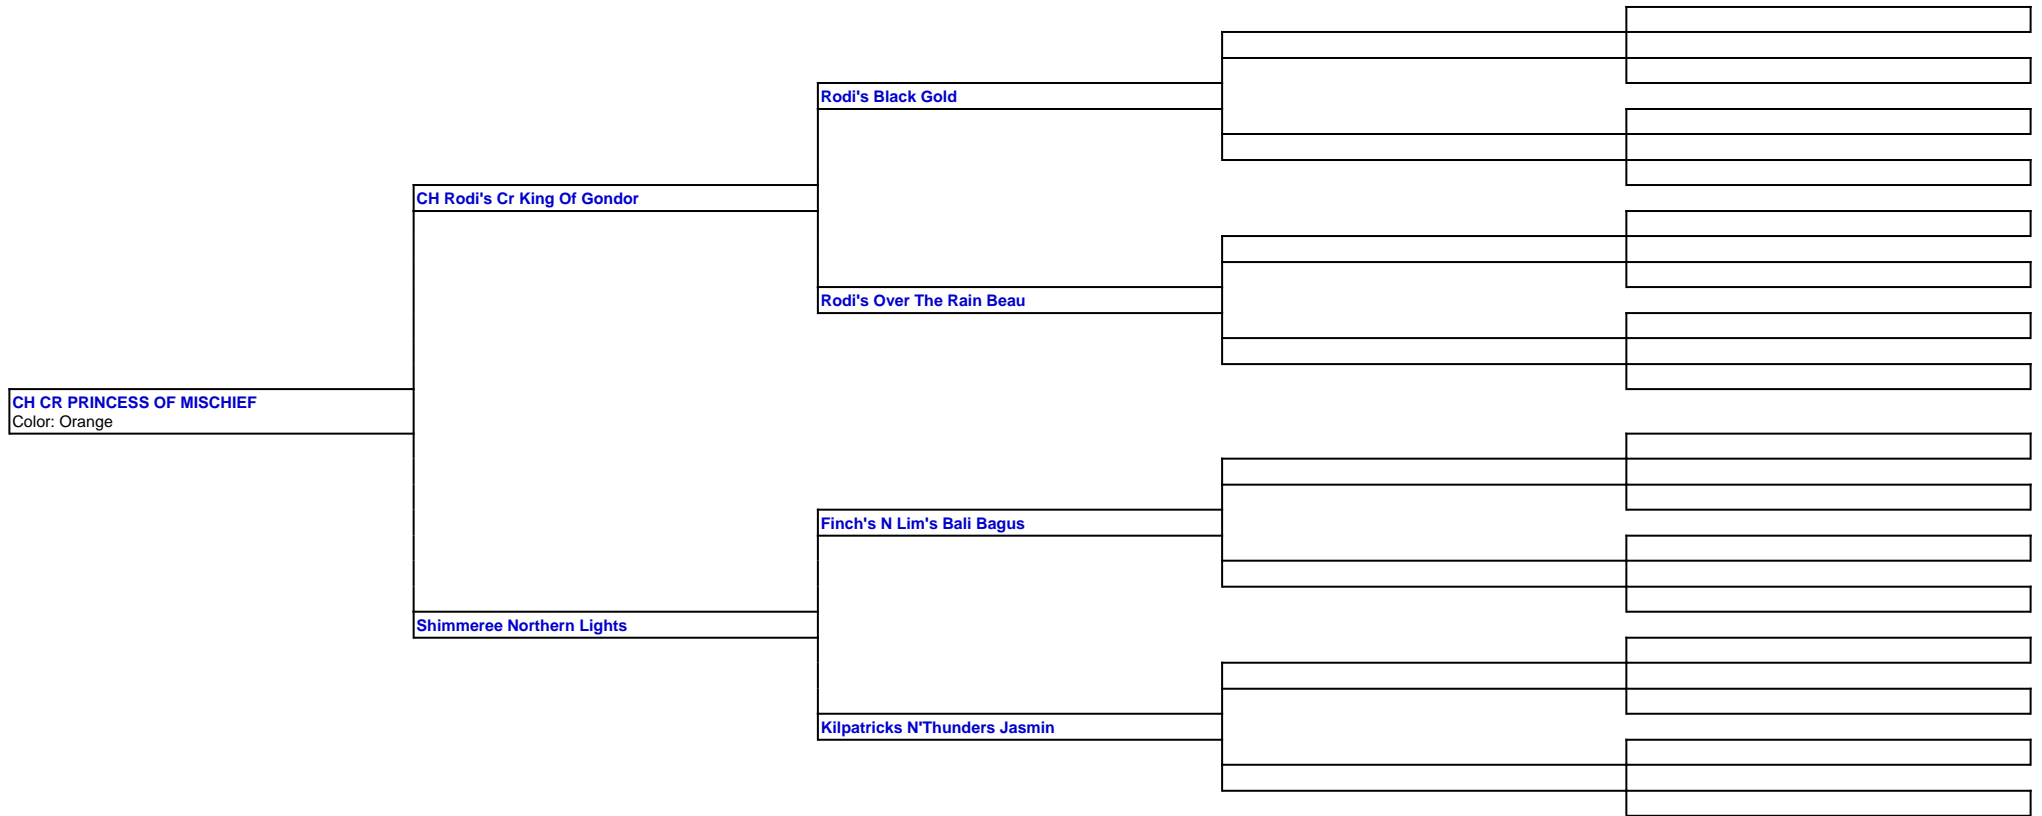 Rodi's Black Gold
CH Rodi's Cr King Of Gondor
Rodi's Over The Rain Beau
CH CR PRINCESS OF MISCHIEF
Color: Orange
Finch's N Lim's Bali Bagus
Shimmeree Northern Lights
Kilpatricks N'Thunders Jasmin